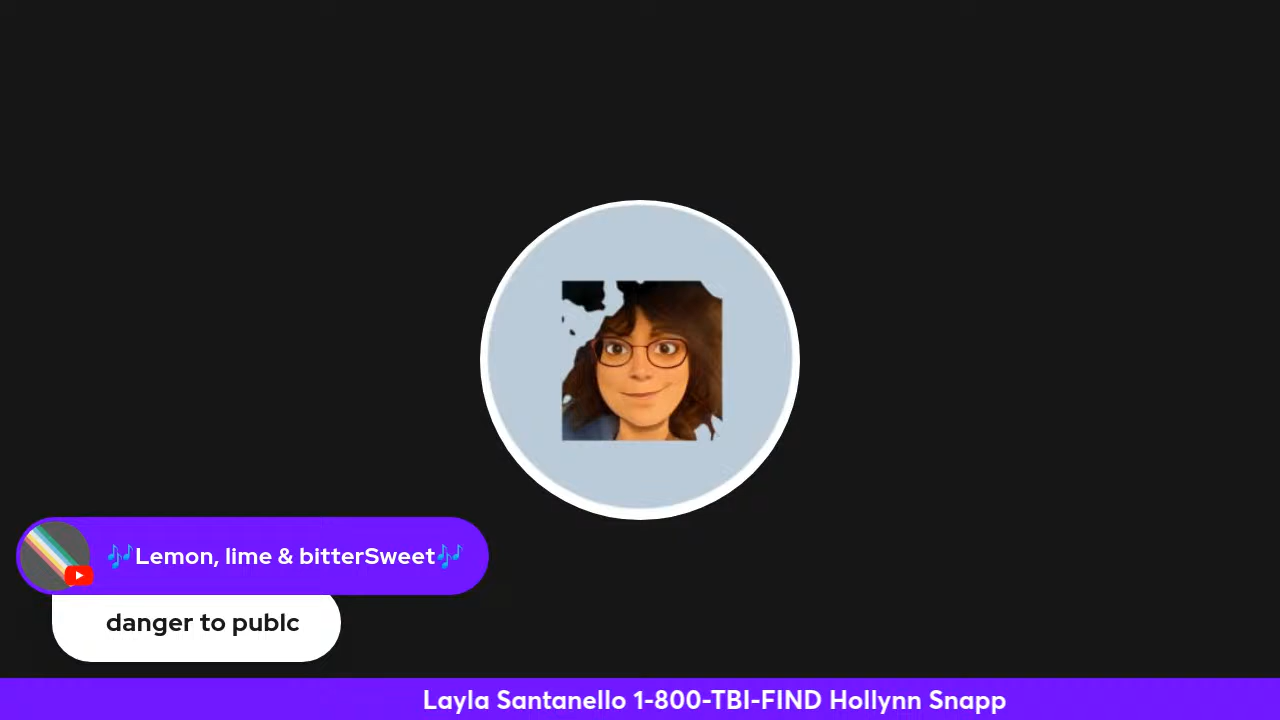 🎶Lemon, lime & bitterSweet🎶
danger to publc
Layla Santanello 1-800-TBI-FIND Hollynn Snapp